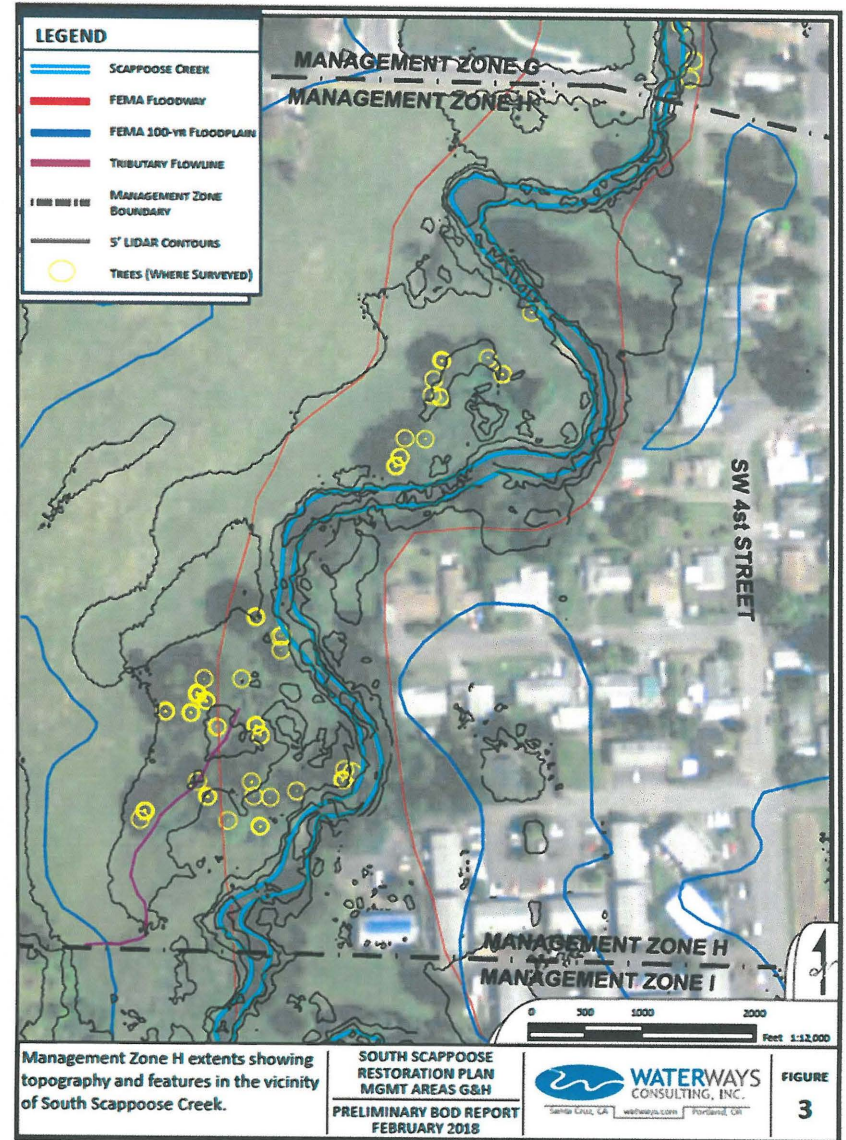 LEGEND
SCAPPOOSE CREEK
FEMA FLOODWAY
FEMA 100-YR FLOODPLAIN
TRIBUTARY FLOWLINE
MANAGEMENT ZONE
BOUNDARY
5' LIDAR CONTOURS
TREES (WHERE SURVEYED)
MANAGEMENT ZONE G
MANAGEMENT ZONE H
SW 4st STREET
MANAGEMENT ZONE H
MANAGEMENT ZONE I
0 500 1000 2000
Feet 1:12,000
Management Zone H extents showing
topography and features in the vicinity
of South Scappoose Creek.
SOUTH SCAPPOOSE
RESTORATION PLAN
MGMT AREAS G&H
PRELIMINARY BOD REPORT
FEBRUARY 2018
WATERWAYS
CONSULTING, INC.
Santa Cruz, CA watways.com Portland, OR
FIGURE
3